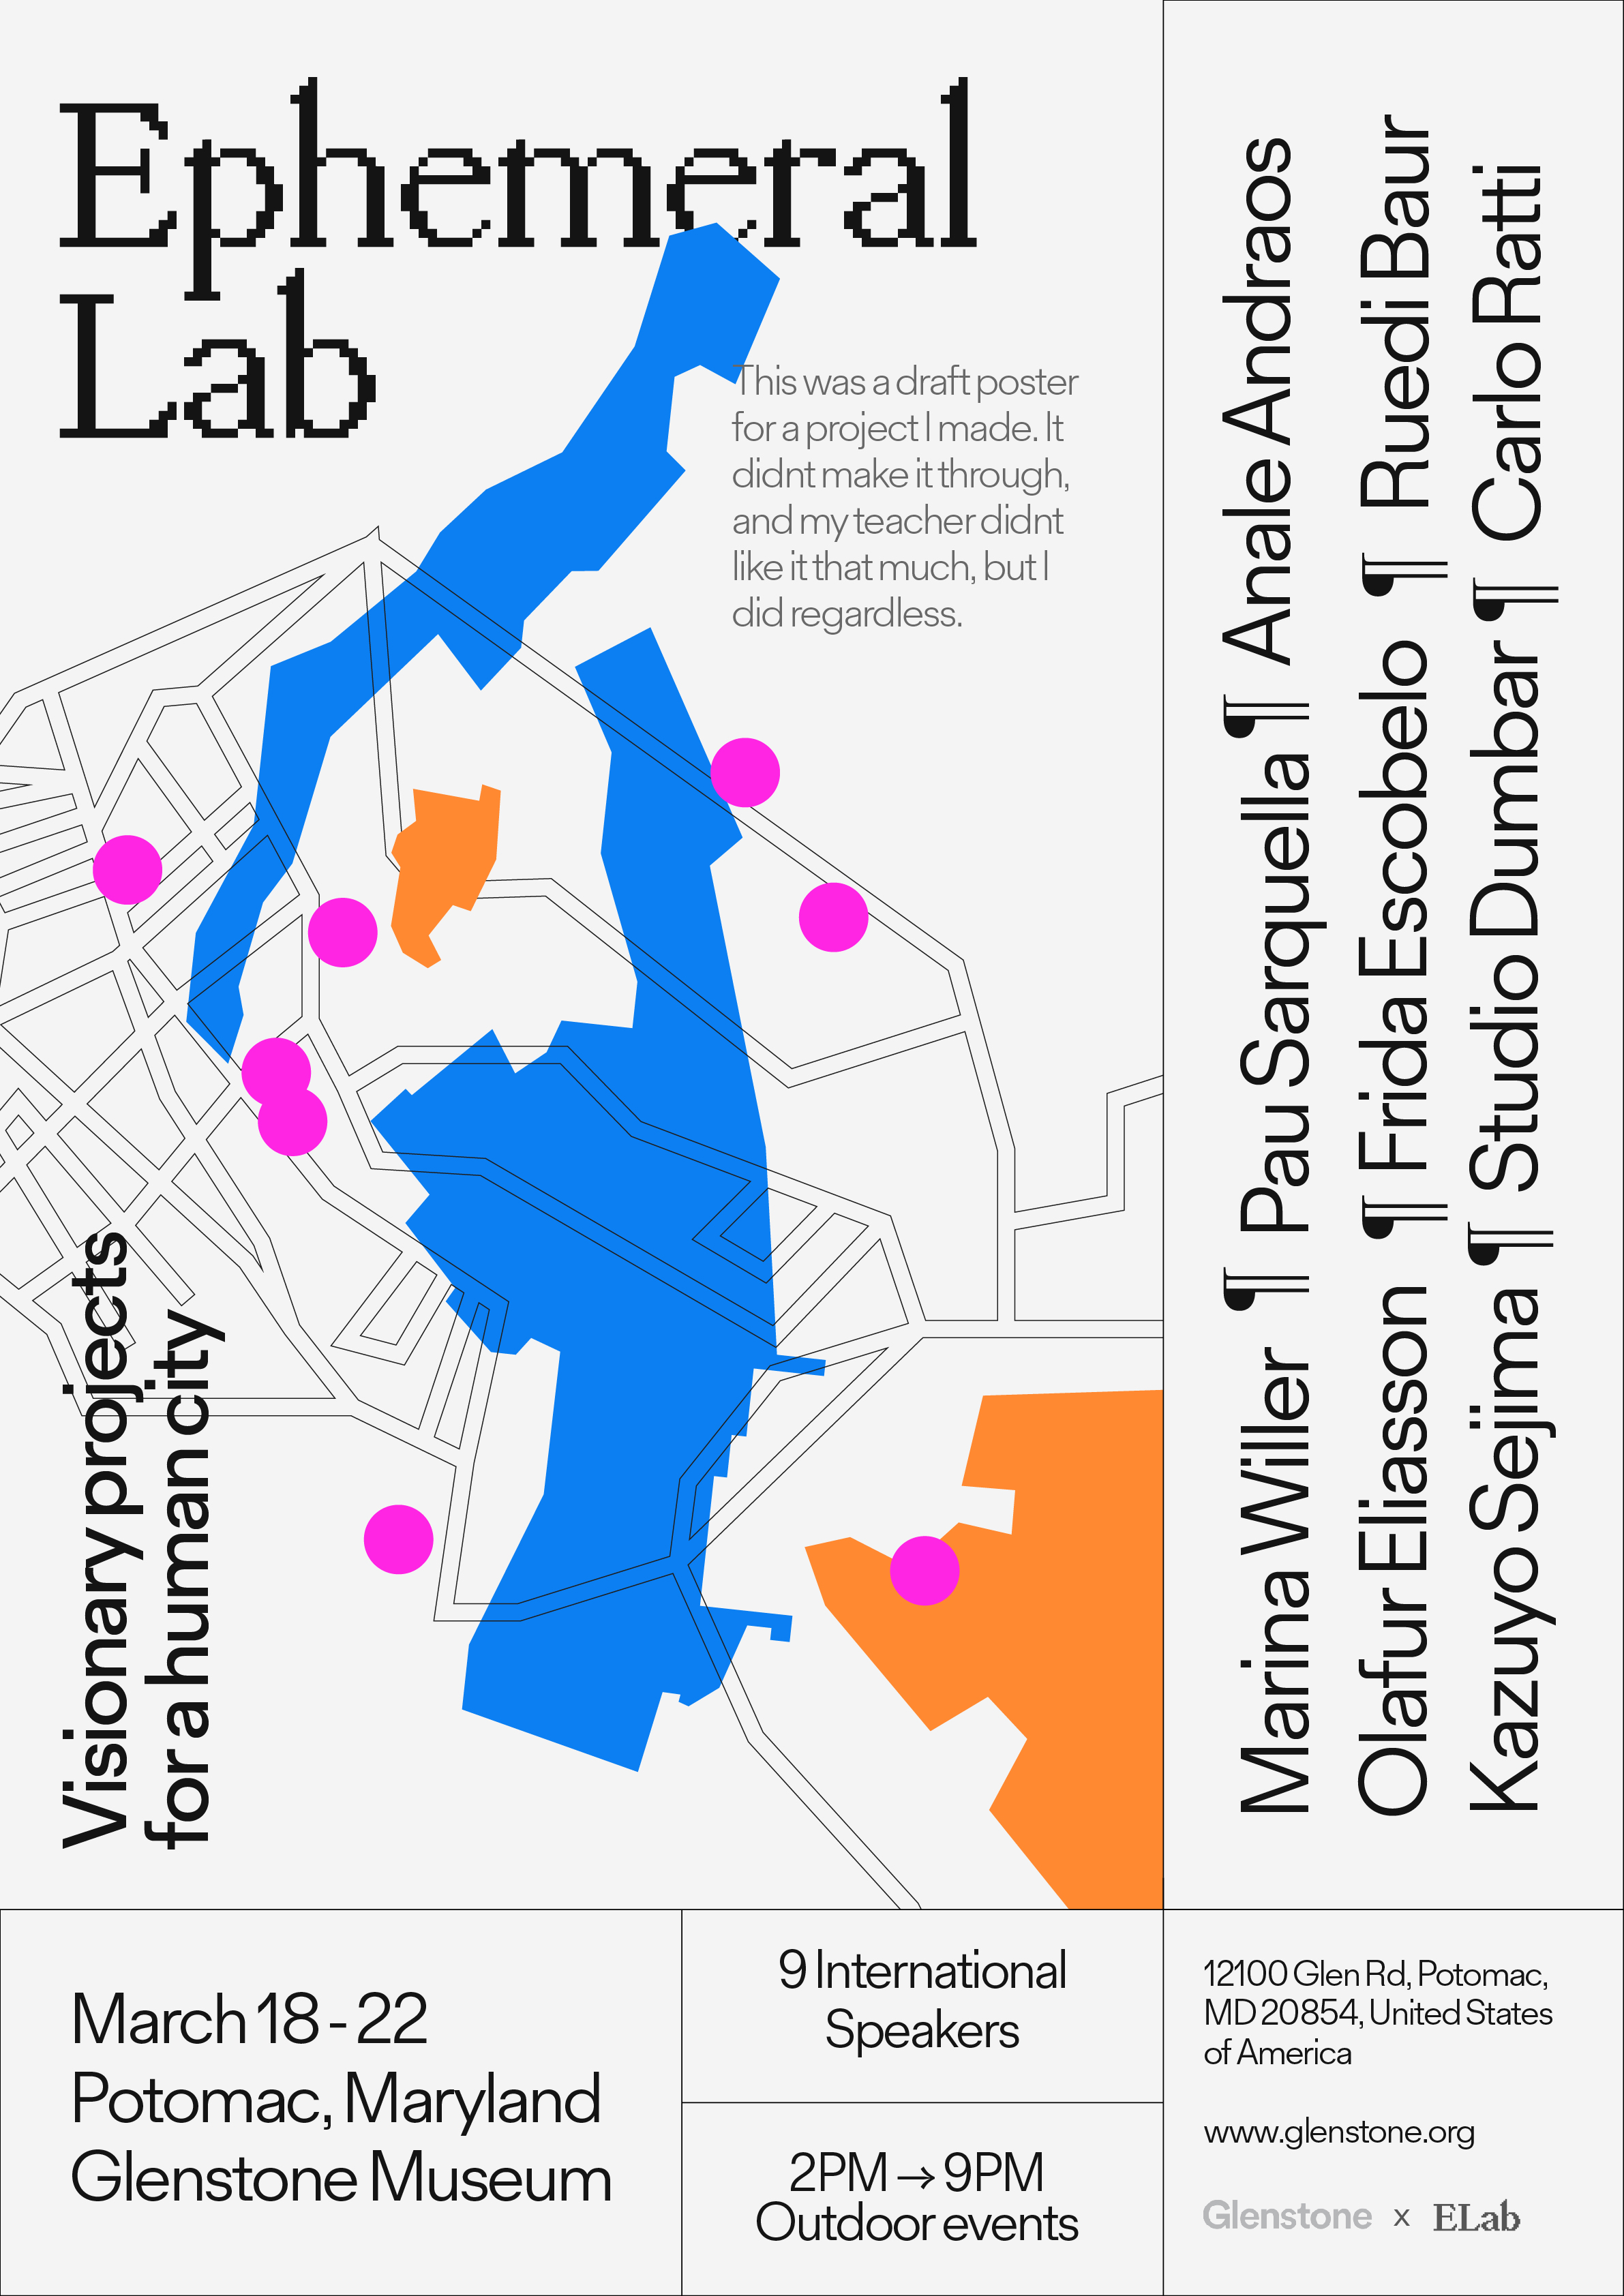 Ephemeral
Lab
This was a draft poster
for a project I made. It
didnt make it through,
and my teacher didnt
like it that much, but I
did regardless.
Visionary projects
for a human city
Marina Willer ¶ Pau Sarquella ¶ Anale Andraos
Olafur Eliasson ¶ Frida Escobelo ¶ Ruedi Baur
Kazuyo Sejima ¶ Studio Dumbar ¶ Carlo Ratti
March 18 - 22
Potomac, Maryland
Glenstone Museum
9 International
Speakers
2PM → 9PM
Outdoor events
12100 Glen Rd, Potomac,
MD 20854, United States
of America
www.glenstone.org
Glenstone x ELab